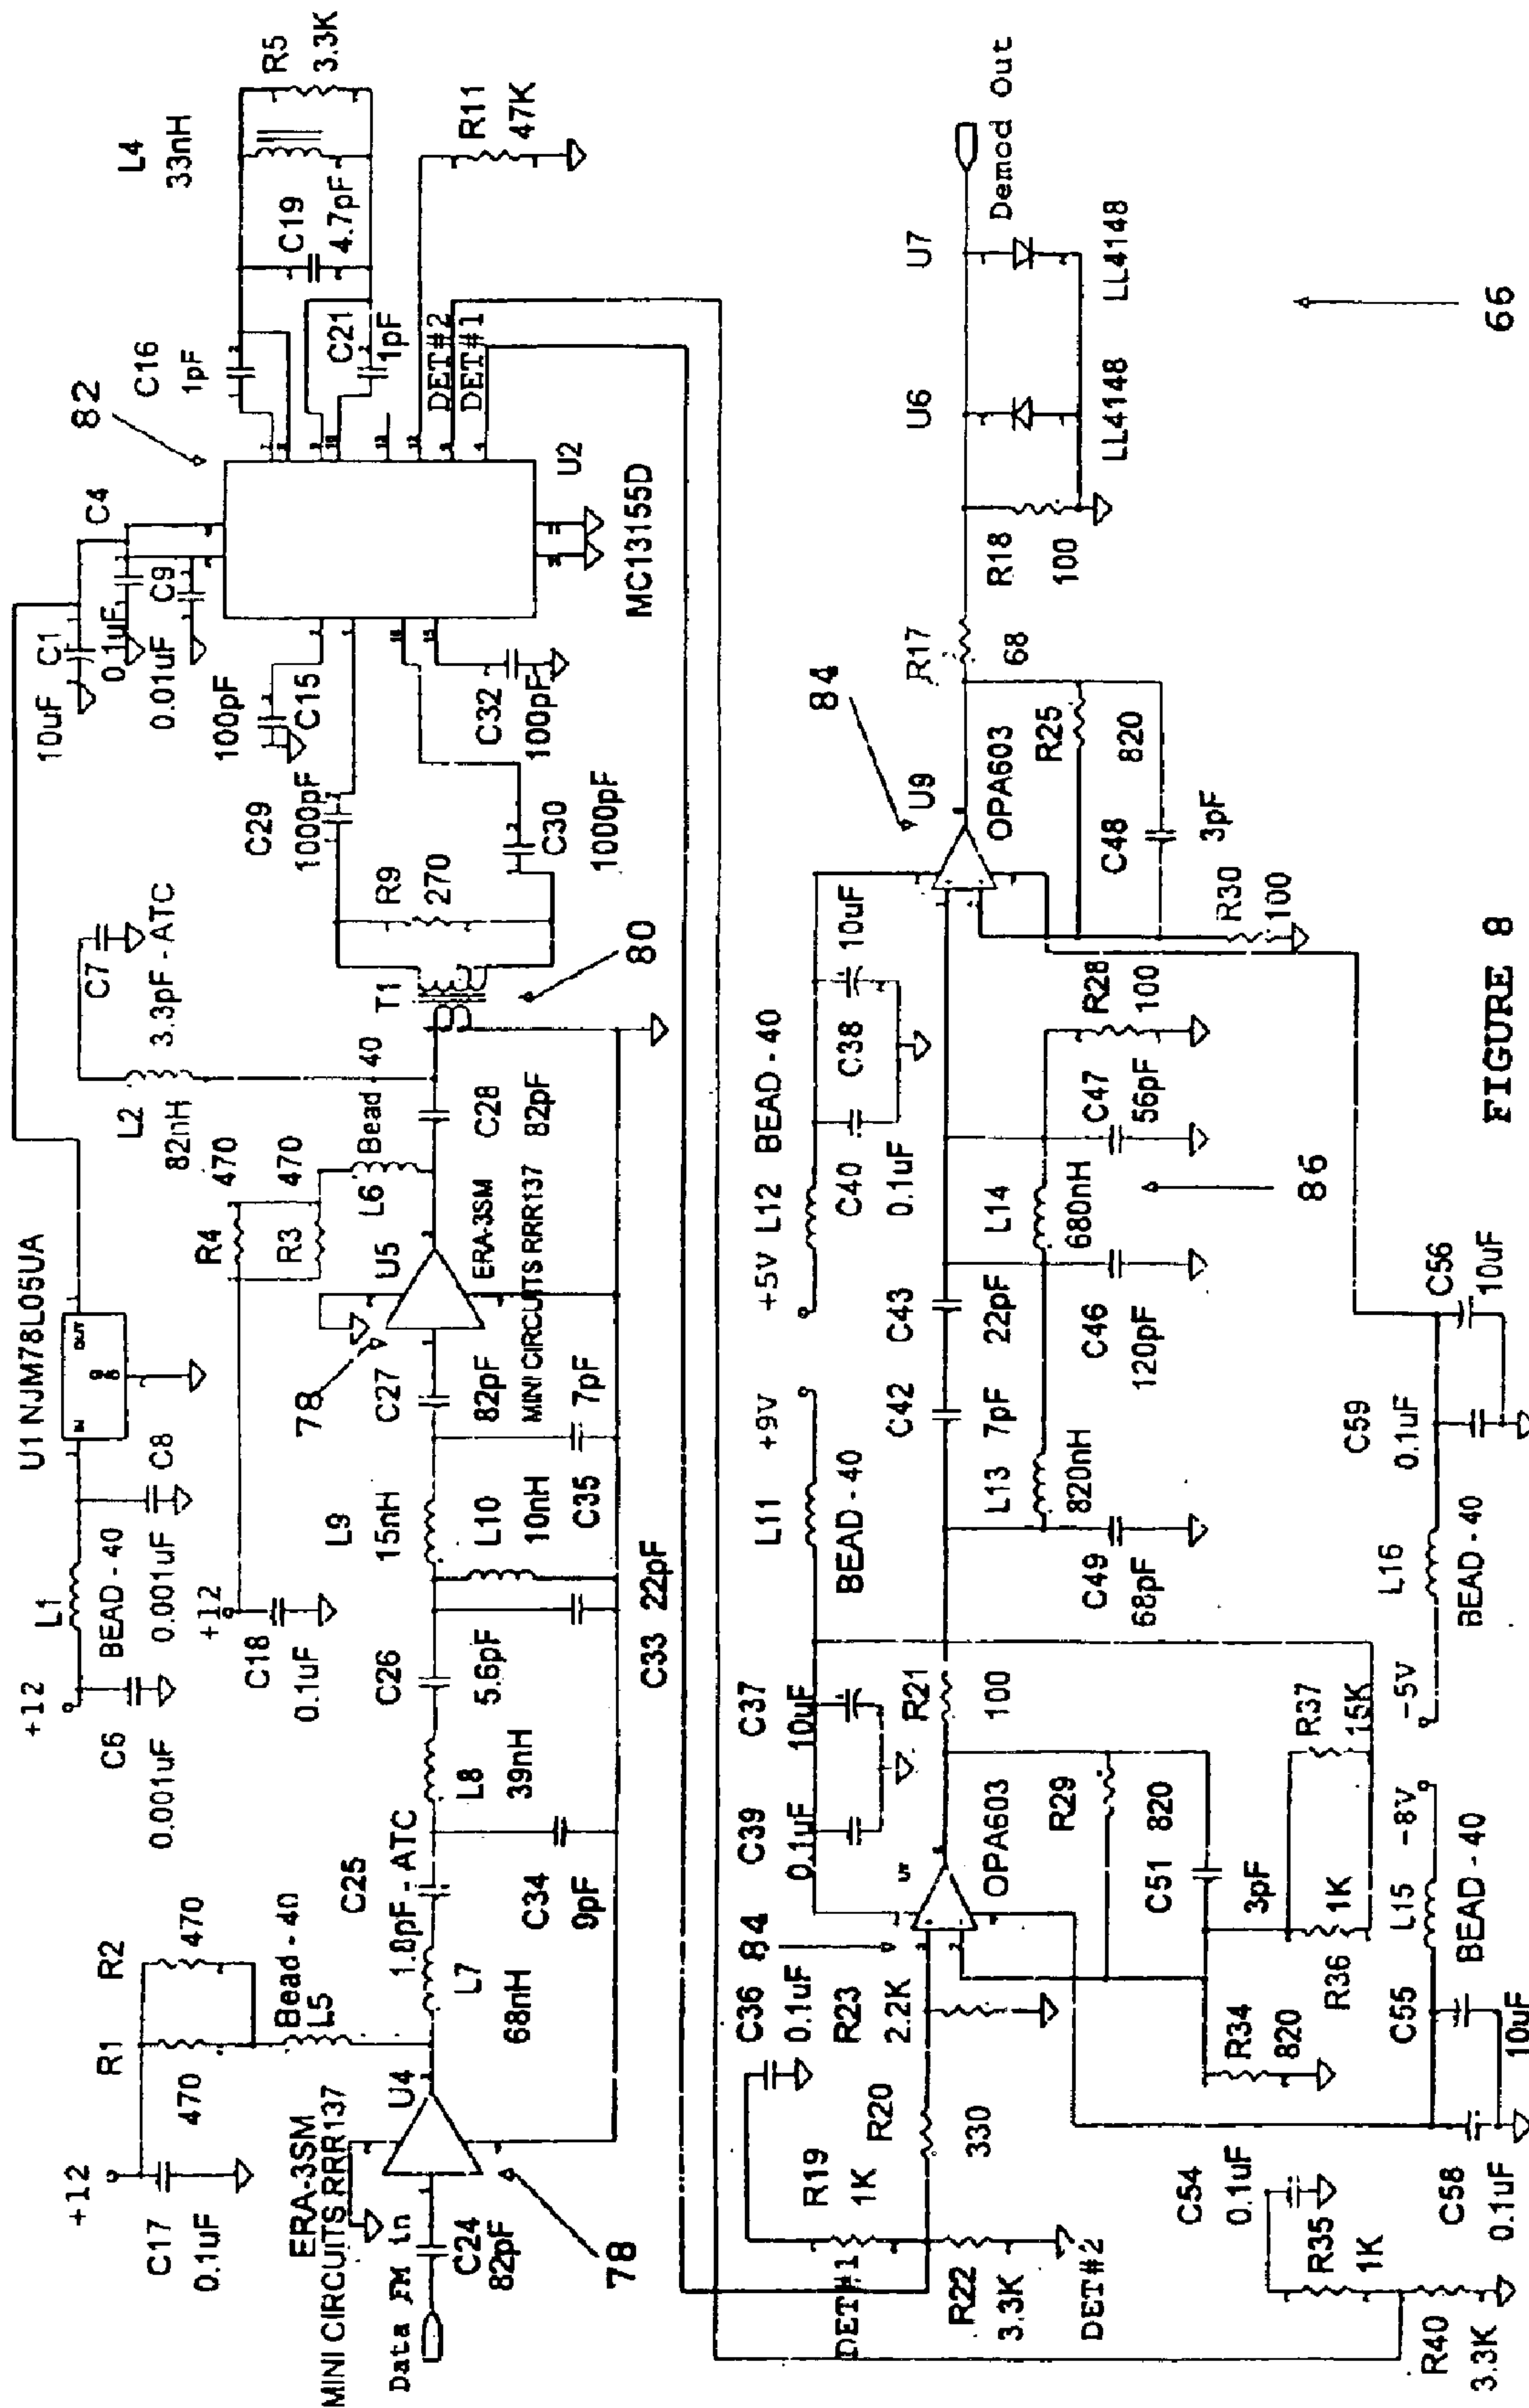 +12
R1
R2
470
470
C17
0.1uF
Bead - 40
L5
ERA-3SM
MINI CIRCUITS RRR137
U4
Data FM in
C24
82pF
78
L7
68nH
C25
1.8pF - ATC
C34
9pF
L8
39nH
C26
5.6pF
C33 22pF
L9
15nH
L10
10nH
C35
7pF
C27
82pF
78
U5
ERA-3SM
MINI CIRCUITS RRR137
+12
C6
0.001uF
L1
BEAD - 40
C8
0.001uF
U1 NJM78L05UA
IN
OUT
+12
C18
0.1uF
R4
470
R3
470
L6
Bead - 40
C28
82pF
L2
82nH
C7
3.3pF - ATC
T1
80
R9
270
C29
1000pF
C30
1000pF
C15
100pF
C32
100pF
C1
10uF
C4
0.1uF
C9
0.01uF
82
U2
MC13155D
C16
1pF
C21
1pF
C19
4.7pF
L4
33nH
R5
3.3K
R11
47K
DET#2
DET#1
DET#1
DET#2
R19
1K
R22
3.3K
C36
0.1uF
R20
330
R23
2.2K
84
OPA603
C39
0.1uF
C37
10uF
L11
BEAD - 40
+9V
R21
100
R29
820
C51
3pF
R34
820
R36
1K
R37
15K
R35
1K
R40
3.3K
C54
0.1uF
C58
0.1uF
C55
10uF
L15
BEAD - 40
-8V
C49
68pF
L13
820nH
C42
7pF
C43
22pF
C46
120pF
L14
680nH
C47
56pF
86
R28
100
+5V
L12
BEAD - 40
C40
0.1uF
C38
10uF
-5V
L16
BEAD - 40
C59
0.1uF
C56
10uF
84
U9
OPA603
R30
100
C48
3pF
R25
820
R17
68
R18
100
U6
LL4148
U7
LL4148
Demod Out
66
FIGURE 8